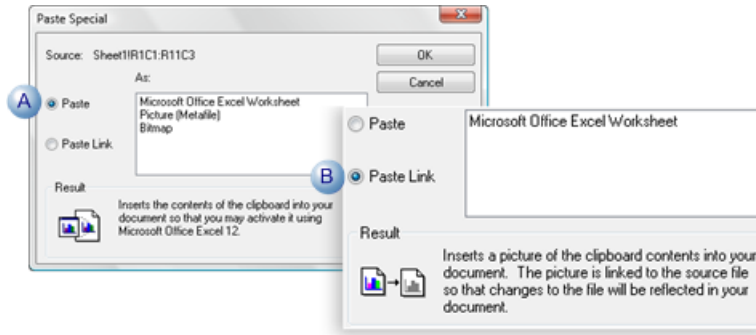 Paste Special
Source: Sheet1!R1C1:R11C3
OK
Cancel
As:
A
Paste
Microsoft Office Excel Worksheet
Picture (Metafile)
Bitmap
Paste Link
Result
Inserts the contents of the clipboard into your
document so that you may activate it using
Microsoft Office Excel 12.
Paste
Microsoft Office Excel Worksheet
B
Paste Link
Result
Inserts a picture of the clipboard contents into your
document. The picture is linked to the source file
so that changes to the file will be reflected in your
document.